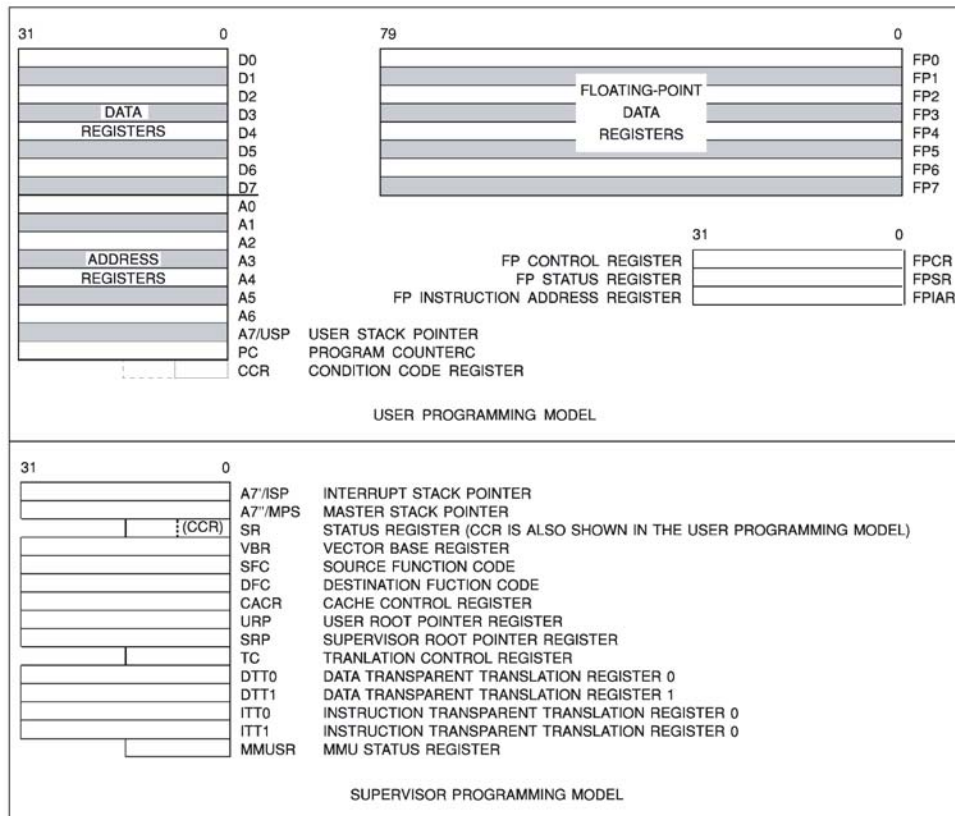 31 0
D0
D1
D2
D3
D4
D5
D6
D7
DATA
REGISTERS
A0
A1
A2
A3
A4
A5
A6
ADDRESS
REGISTERS
A7/USP USER STACK POINTER
PC PROGRAM COUNTERC
CCR CONDITION CODE REGISTER
79 0
FP0
FP1
FP2
FP3
FP4
FP5
FP6
FP7
FLOATING-POINT
DATA
REGISTERS
31 0
FP CONTROL REGISTER FPCR
FP STATUS REGISTER FPSR
FP INSTRUCTION ADDRESS REGISTER FPIAR
USER PROGRAMMING MODEL
31 0
A7'/ISP INTERRUPT STACK POINTER
A7"/MPS MASTER STACK POINTER
(CCR) SR STATUS REGISTER (CCR IS ALSO SHOWN IN THE USER PROGRAMMING MODEL)
VBR VECTOR BASE REGISTER
SFC SOURCE FUNCTION CODE
DFC DESTINATION FUCTION CODE
CACR CACHE CONTROL REGISTER
URP USER ROOT POINTER REGISTER
SRP SUPERVISOR ROOT POINTER REGISTER
TC TRANLATION CONTROL REGISTER
DTT0 DATA TRANSPARENT TRANSLATION REGISTER 0
DTT1 DATA TRANSPARENT TRANSLATION REGISTER 1
ITT0 INSTRUCTION TRANSPARENT TRANSLATION REGISTER 0
ITT1 INSTRUCTION TRANSPARENT TRANSLATION REGISTER 0
MMUSR MMU STATUS REGISTER
SUPERVISOR PROGRAMMING MODEL